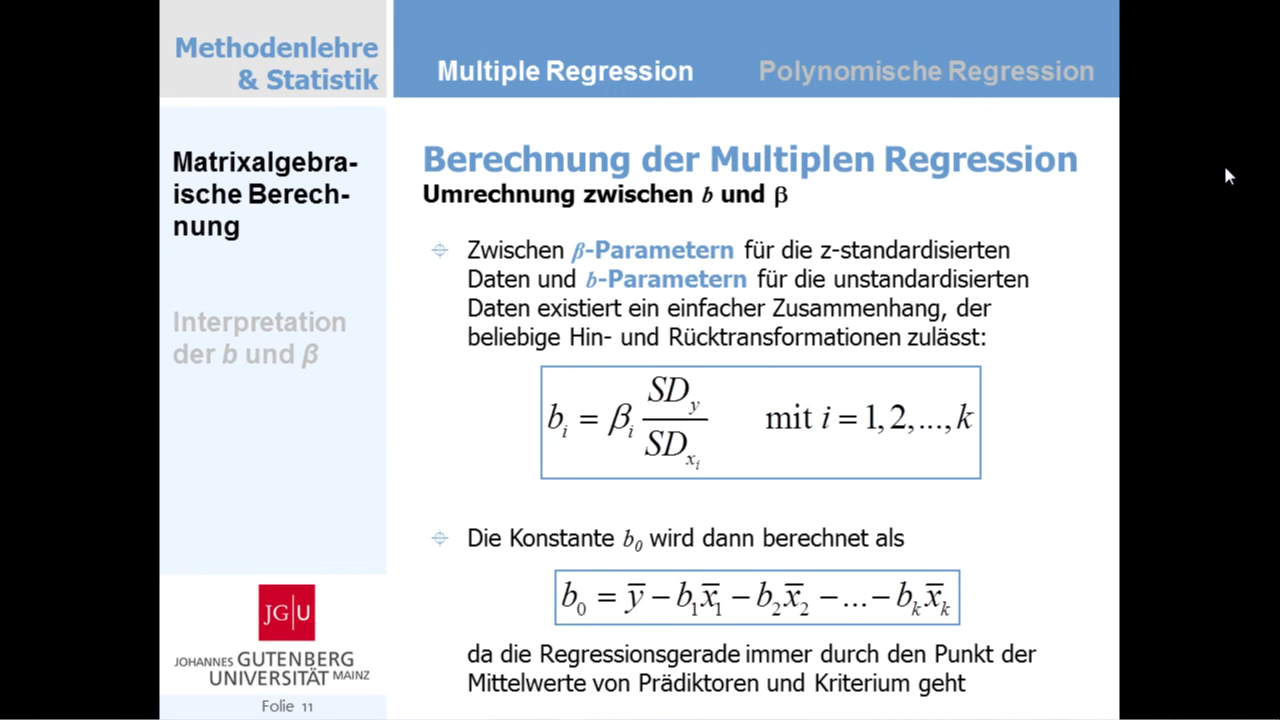 Methodenlehre
& Statistik
Multiple Regression
Polynomische Regression
Matrixalgebra-
ische Berech-
nung
Interpretation
der b und β
Berechnung der Multiplen Regression
Umrechnung zwischen b und β
Zwischen β-Parametern für die z-standardisierten
Daten und b-Parametern für die unstandardisierten
Daten existiert ein einfacher Zusammenhang, der
beliebige Hin- und Rücktransformationen zulässt:
b_i = β_i SD_y / SD_{x_i} mit i = 1, 2, ..., k
Die Konstante b_0 wird dann berechnet als
b_0 = y̅ − b_1x̅_1 − b_2x̅_2 − ... − b_kx̅_k
da die Regressionsgerade immer durch den Punkt der
Mittelwerte von Prädiktoren und Kriterium geht
JG|U
JOHANNES GUTENBERG
UNIVERSITÄT MAINZ
Folie 11